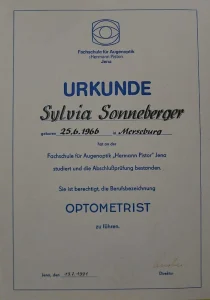 Fachschule für Augenoptik
»Hermann Pistor«
Jena
URKUNDE
Sylvia Sonneberger
geboren 25.6.1966 in Merseburg
hat an der
Fachschule für Augenoptik „Hermann Pistor“ Jena
studiert und die Abschlußprüfung bestanden.
Sie ist berechtigt, die Berufsbezeichnung
OPTOMETRIST
zu führen.
Jena,
Direktor